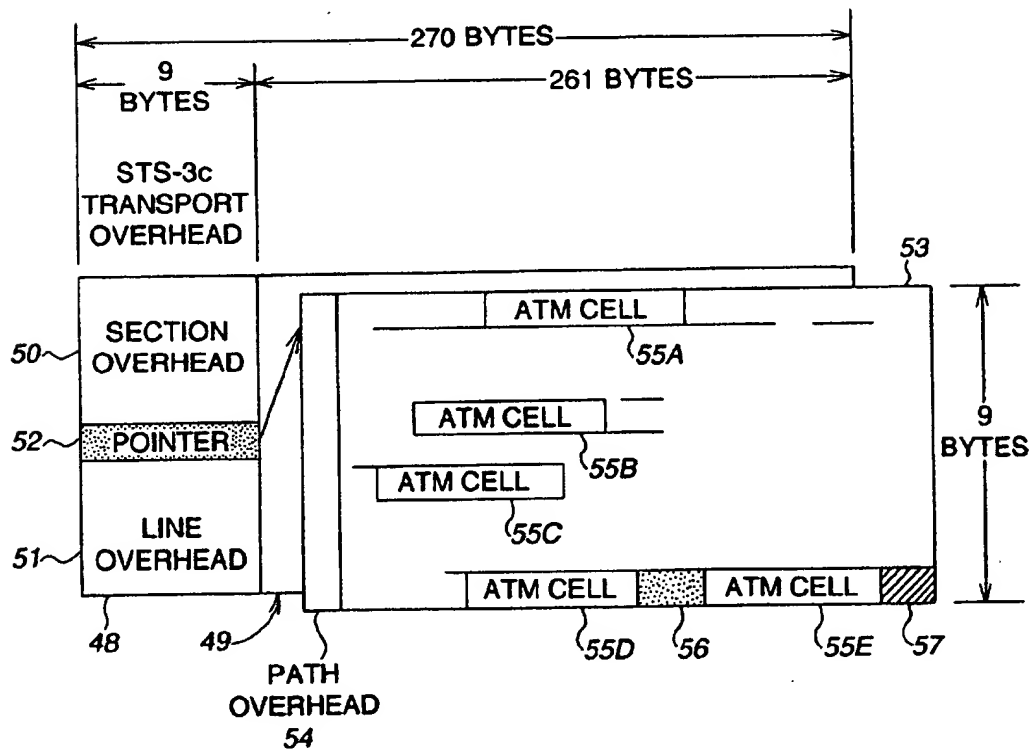 270 BYTES
9
BYTES
261 BYTES
STS-3c
TRANSPORT
OVERHEAD
53
ATM CELL
55A
50
SECTION
OVERHEAD
52
POINTER
ATM CELL
55B
9
BYTES
ATM CELL
55C
51
LINE
OVERHEAD
ATM CELL
ATM CELL
48
49
55D
56
55E
57
PATH
OVERHEAD
54